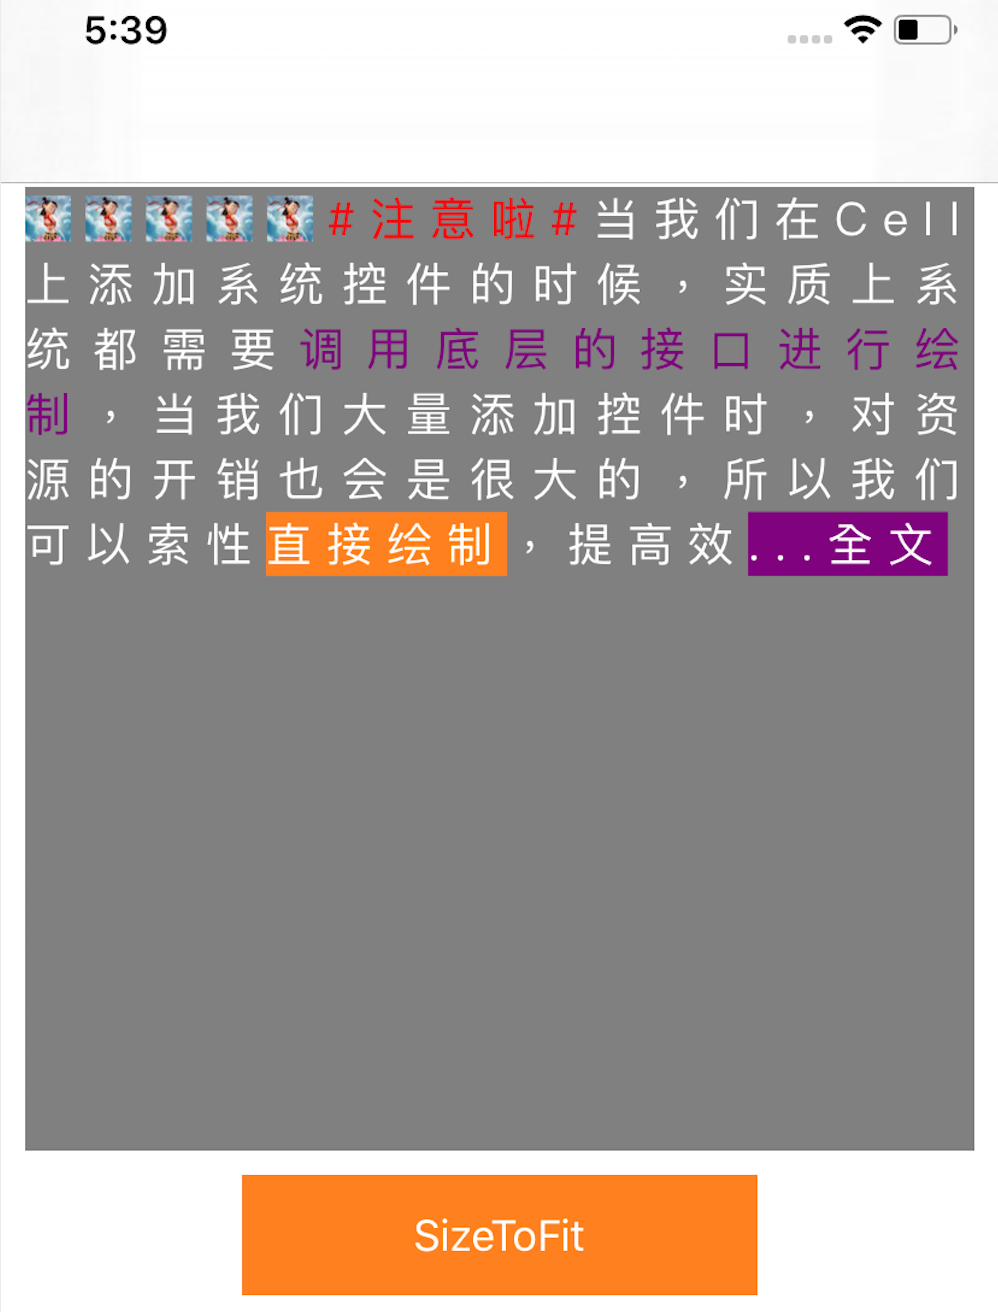 5:39
#注意啦#当我们在Cell
上添加系统控件的时候，实质上系
统都需要调用底层的接口进行绘
制，当我们大量添加控件时，对资
源的开销也会是很大的，所以我们
可以索性直接绘制，提高效...全文
SizeToFit